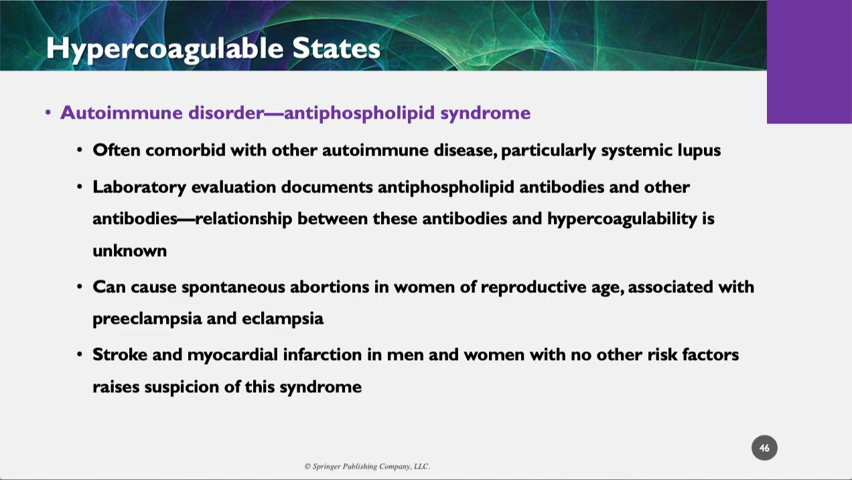 Hypercoagulable States
• Autoimmune disorder—antiphospholipid syndrome
• Often comorbid with other autoimmune disease, particularly systemic lupus
• Laboratory evaluation documents antiphospholipid antibodies and other
antibodies—relationship between these antibodies and hypercoagulability is
unknown
• Can cause spontaneous abortions in women of reproductive age, associated with
preeclampsia and eclampsia
• Stroke and myocardial infarction in men and women with no other risk factors
raises suspicion of this syndrome
46
© Springer Publishing Company, LLC.